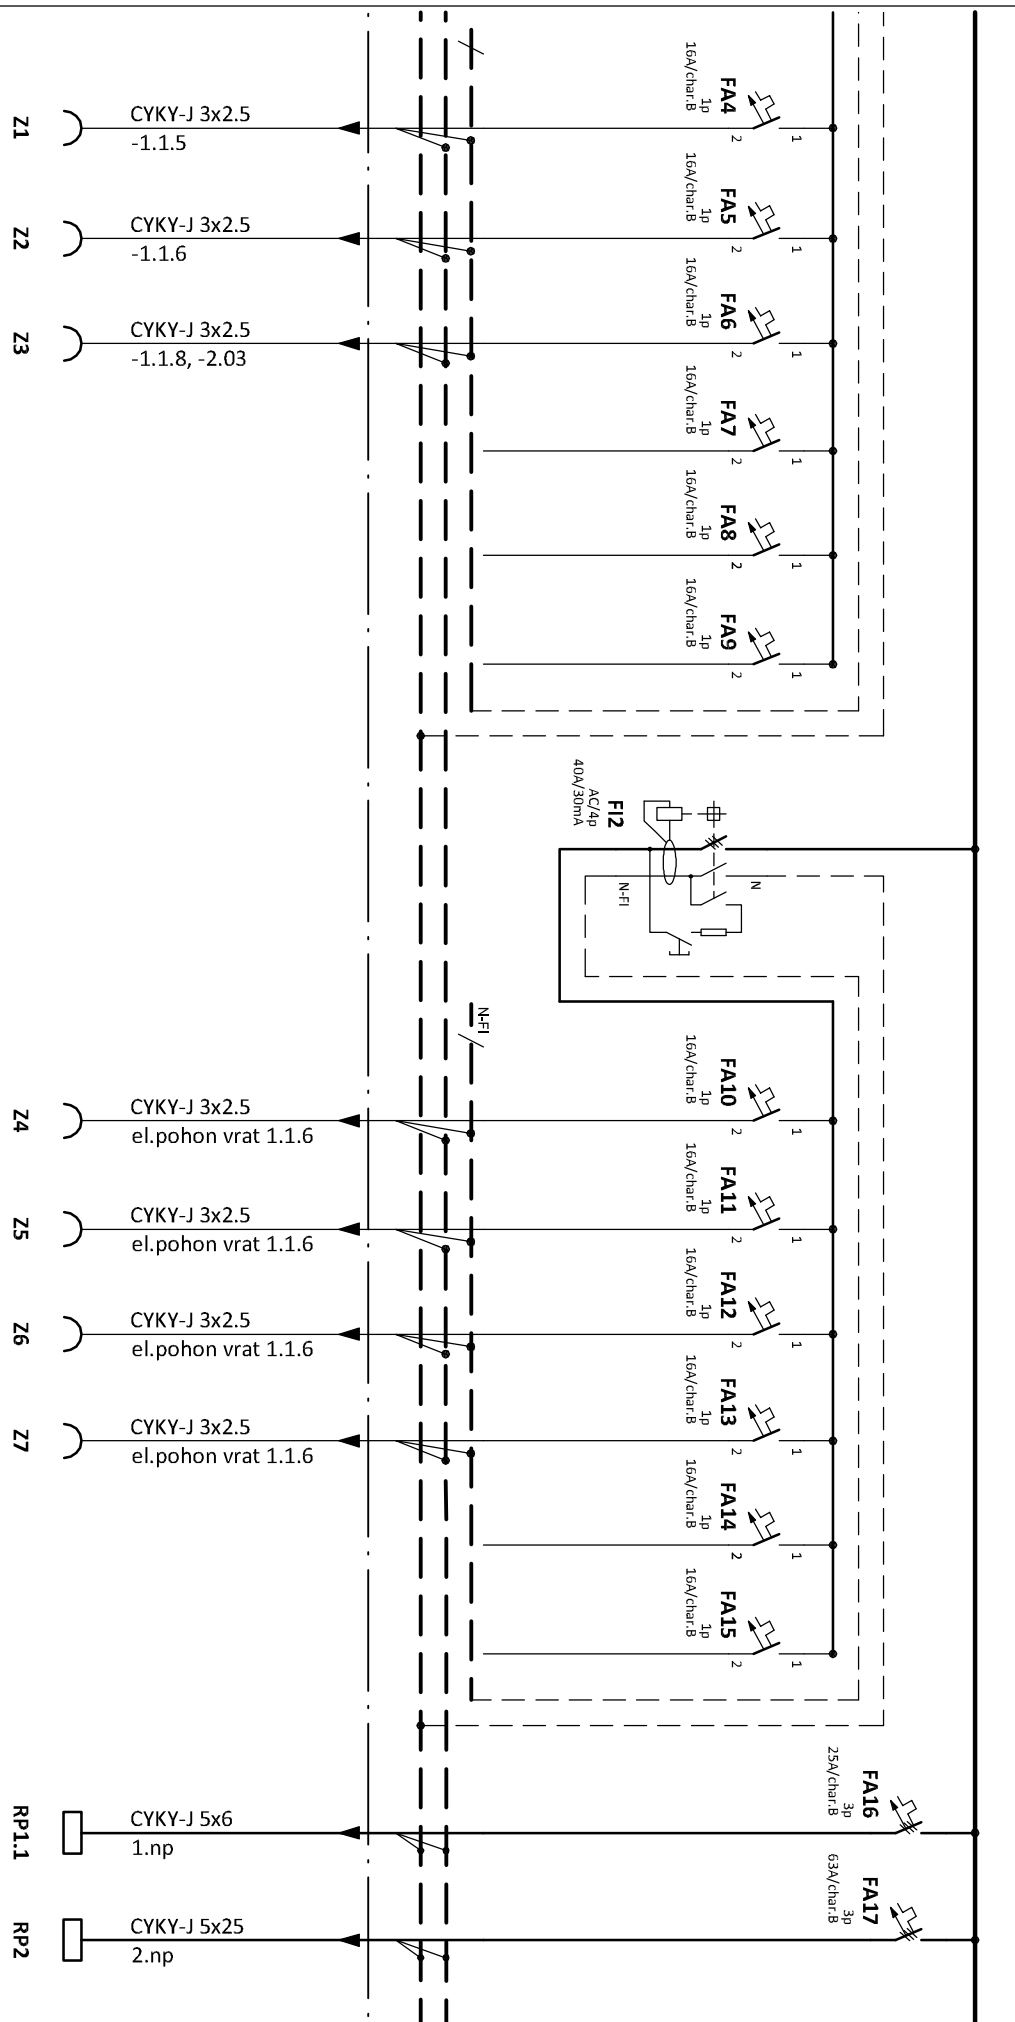 Z1
CYKY-J 3x2.5
-1.1.5
FA4
1p
16A/char.B
1
2
Z2
CYKY-J 3x2.5
-1.1.6
FA5
1p
16A/char.B
1
2
Z3
CYKY-J 3x2.5
-1.1.8, -2.03
FA6
1p
16A/char.B
1
2
FA7
1p
16A/char.B
1
2
FA8
1p
16A/char.B
1
2
FA9
1p
16A/char.B
1
2
FI2
AC/4p
40A/30mA
N
N-FI
N-FI
Z4
CYKY-J 3x2.5
el.pohon vrat 1.1.6
FA10
1p
16A/char.B
1
2
Z5
CYKY-J 3x2.5
el.pohon vrat 1.1.6
FA11
1p
16A/char.B
1
2
Z6
CYKY-J 3x2.5
el.pohon vrat 1.1.6
FA12
1p
16A/char.B
1
2
Z7
CYKY-J 3x2.5
el.pohon vrat 1.1.6
FA13
1p
16A/char.B
1
2
FA14
1p
16A/char.B
1
2
FA15
1p
16A/char.B
1
2
RP1.1
CYKY-J 5x6
1.np
FA16
3p
25A/char.B
RP2
CYKY-J 5x25
2.np
FA17
3p
63A/char.B